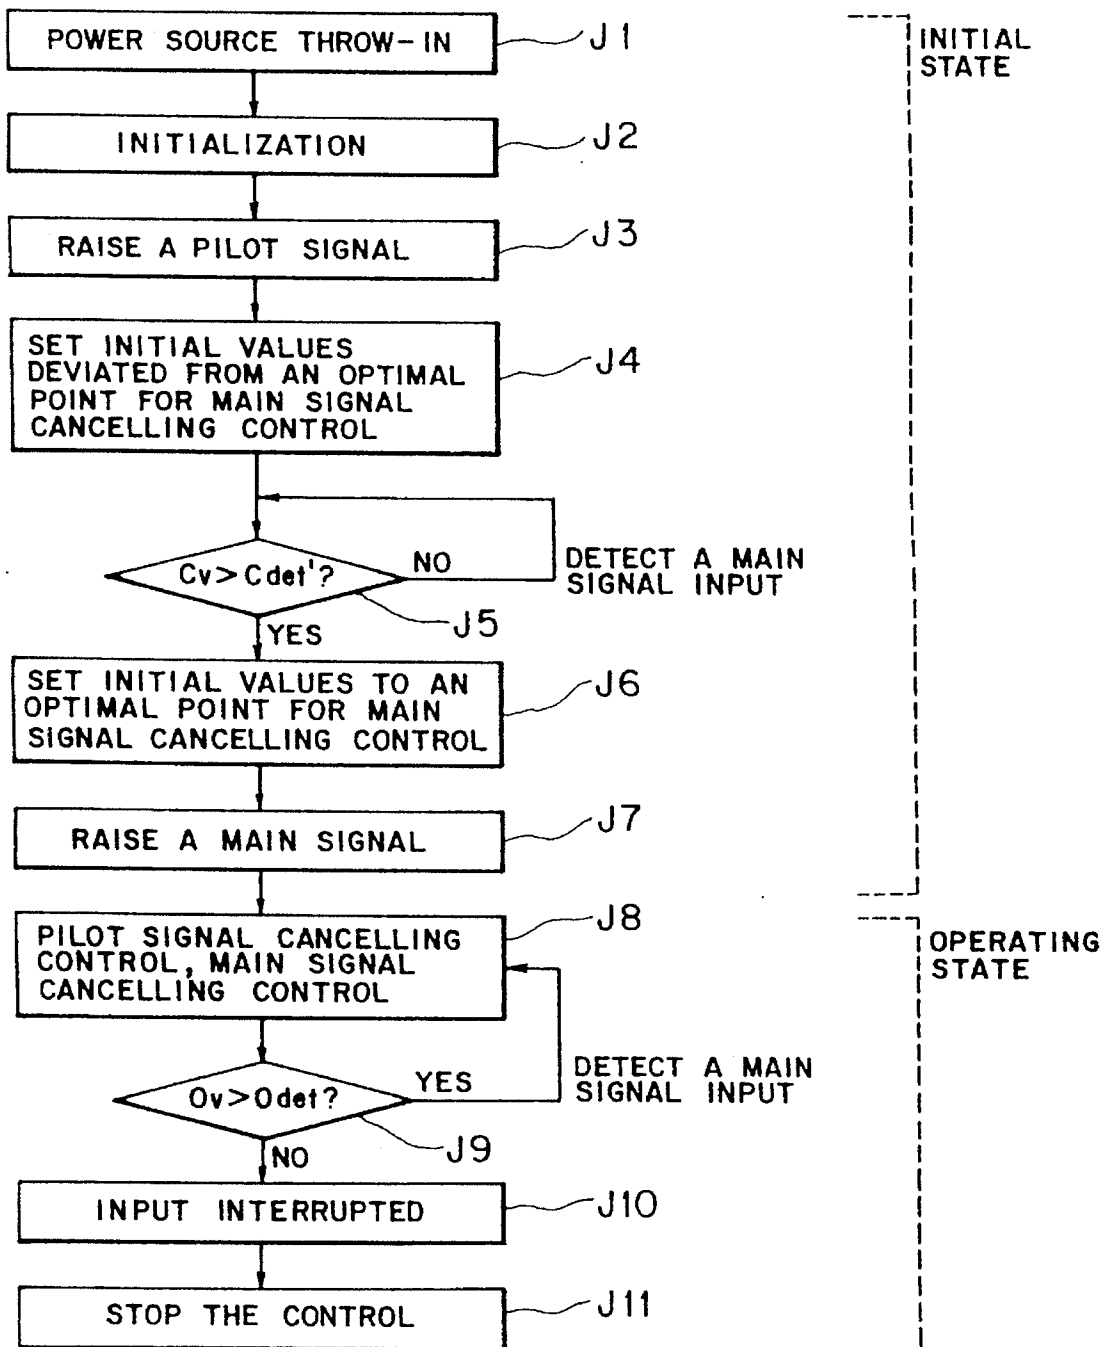 POWER SOURCE THROW-IN
J1
INITIAL
STATE
INITIALIZATION
J2
RAISE A PILOT SIGNAL
J3
SET INITIAL VALUES
DEVIATED FROM AN OPTIMAL
POINT FOR MAIN SIGNAL
CANCELLING CONTROL
J4
Cv>Cdet'?
NO
DETECT A MAIN
SIGNAL INPUT
J5
YES
SET INITIAL VALUES TO AN
OPTIMAL POINT FOR MAIN
SIGNAL CANCELLING CONTROL
J6
RAISE A MAIN SIGNAL
J7
PILOT SIGNAL CANCELLING
CONTROL, MAIN SIGNAL
CANCELLING CONTROL
J8
OPERATING
STATE
Ov>Odet?
YES
DETECT A MAIN
SIGNAL INPUT
J9
NO
INPUT INTERRUPTED
J10
STOP THE CONTROL
J11